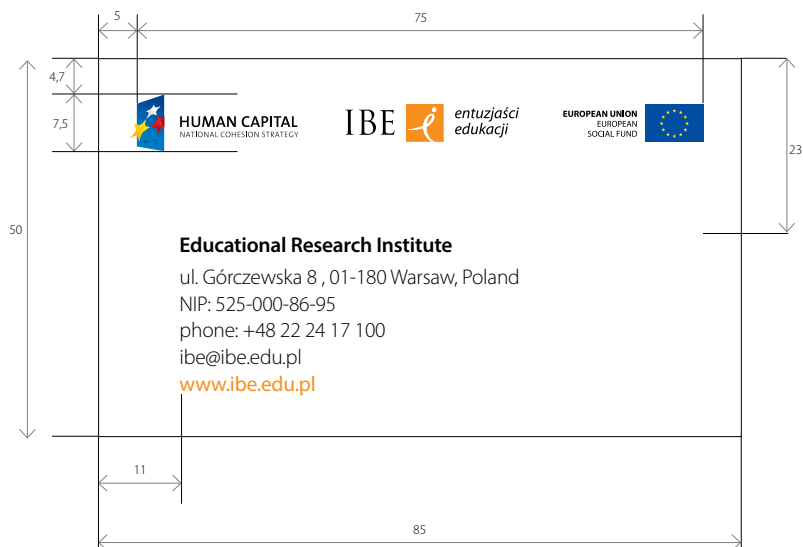 5
75
4,7
7,5
HUMAN CAPITAL
NATIONAL COHESION STRATEGY
IBE
entuzjaści
edukacji
EUROPEAN UNION
EUROPEAN
SOCIAL FUND
23
50
Educational Research Institute
ul. Górczewska 8 , 01-180 Warsaw, Poland
NIP: 525-000-86-95
phone: +48 22 24 17 100
ibe@ibe.edu.pl
www.ibe.edu.pl
11
85